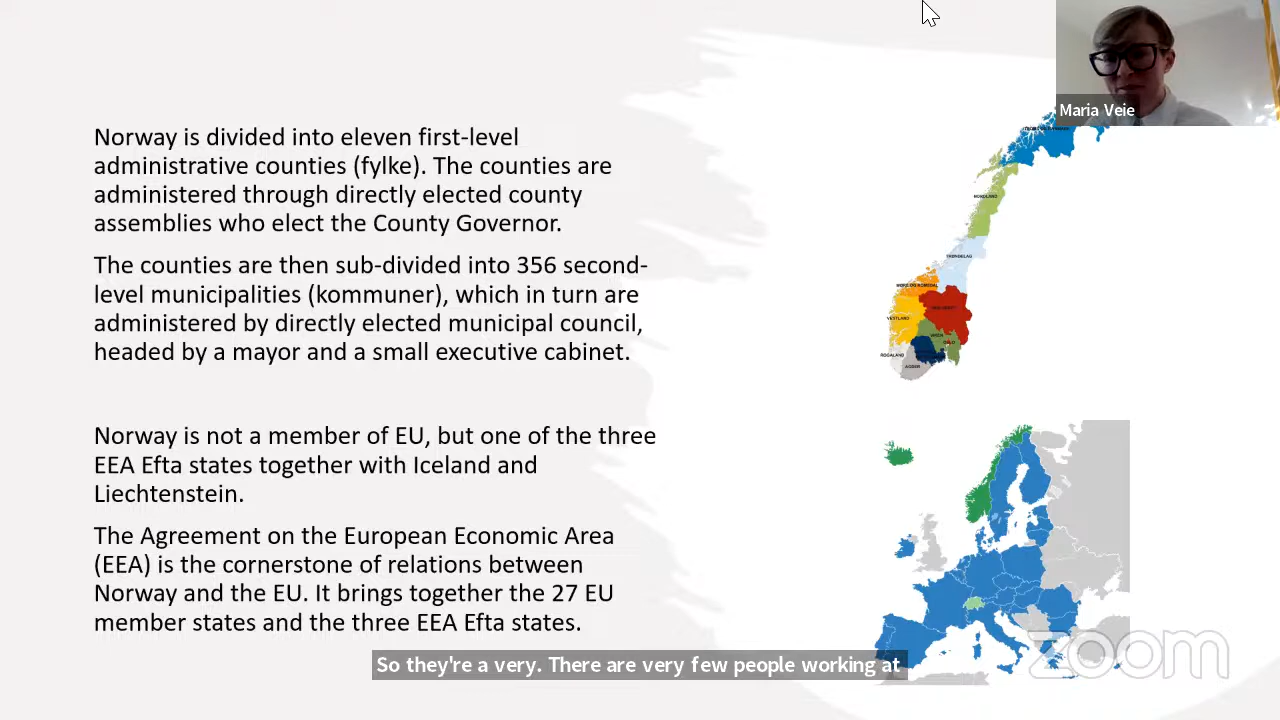 Maria Veie
Norway is divided into eleven first-level
administrative counties (fylke). The counties are
administered through directly elected county
assemblies who elect the County Governor.
The counties are then sub-divided into 356 second-
level municipalities (kommuner), which in turn are
administered by directly elected municipal council,
headed by a mayor and a small executive cabinet.
Norway is not a member of EU, but one of the three
EEA Efta states together with Iceland and
Liechtenstein.
The Agreement on the European Economic Area
(EEA) is the cornerstone of relations between
Norway and the EU. It brings together the 27 EU
member states and the three EEA Efta states.
NORDLAND
TRØNDELAG
MØRE OG ROMSDAL
VESTLAND
ROGALAND
AGDER
OSLO
zoom
So they're a very. There are very few people working at